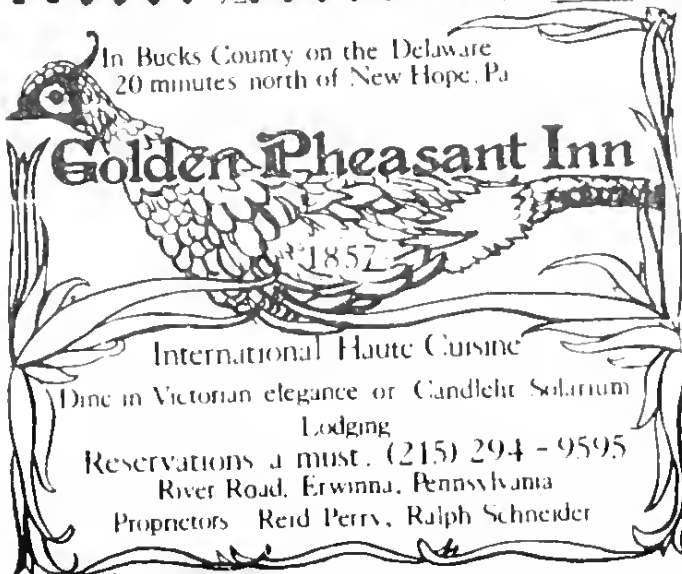 In Bucks County on the Delaware
20 minutes north of New Hope, Pa
Golden Pheasant Inn
1857
International Haute Cuisine
Dine in Victorian elegance or Candlelit Solarium
Lodging
Reservations a must. (215) 294 - 9595
River Road, Erwinna, Pennsylvania
Proprietors Reid Perry, Ralph Schneider